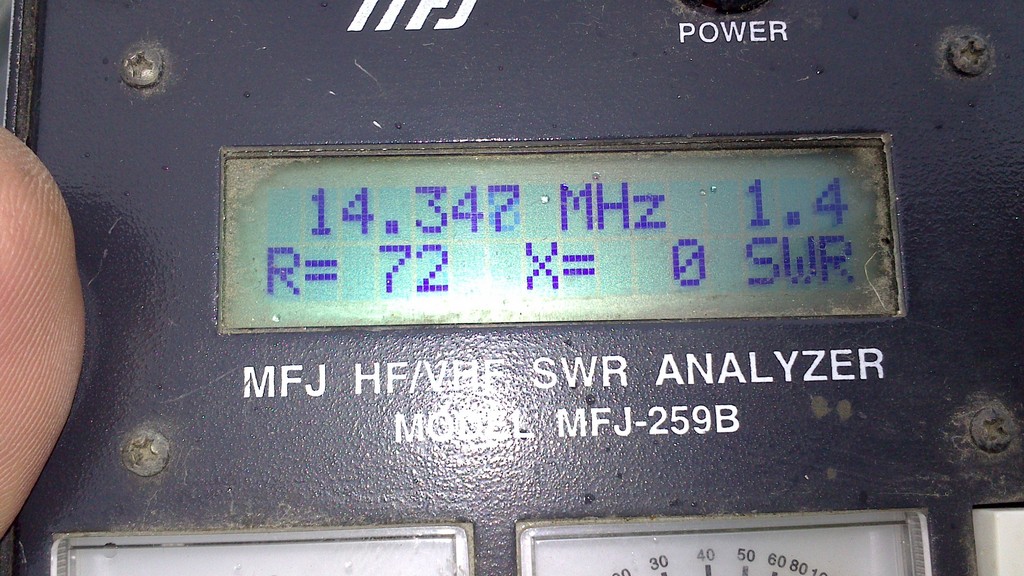 MFJ
POWER
14.340 MHz 1.4
R= 72 X= 0 SWR
MFJ HF/VHF SWR ANALYZER
MODEL MFJ-259B
30 40 50 60 80